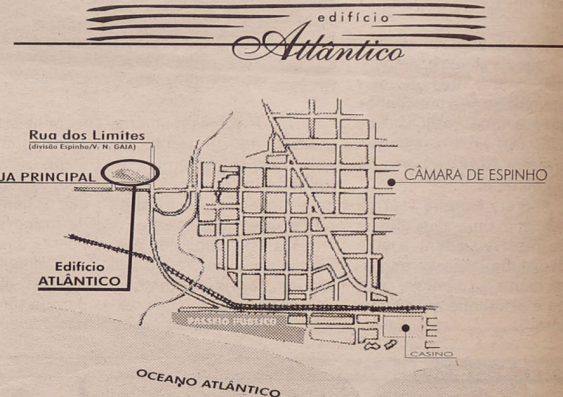 edifício
Atlântico
Rua dos Limites
(divisão Espinho/V. N. GAIA)
UA PRINCIPAL
CÂMARA DE ESPINHO
Edifício
ATLÂNTICO
PASSEIO PÚBLICO
CASINO
OCEANO ATLÂNTICO